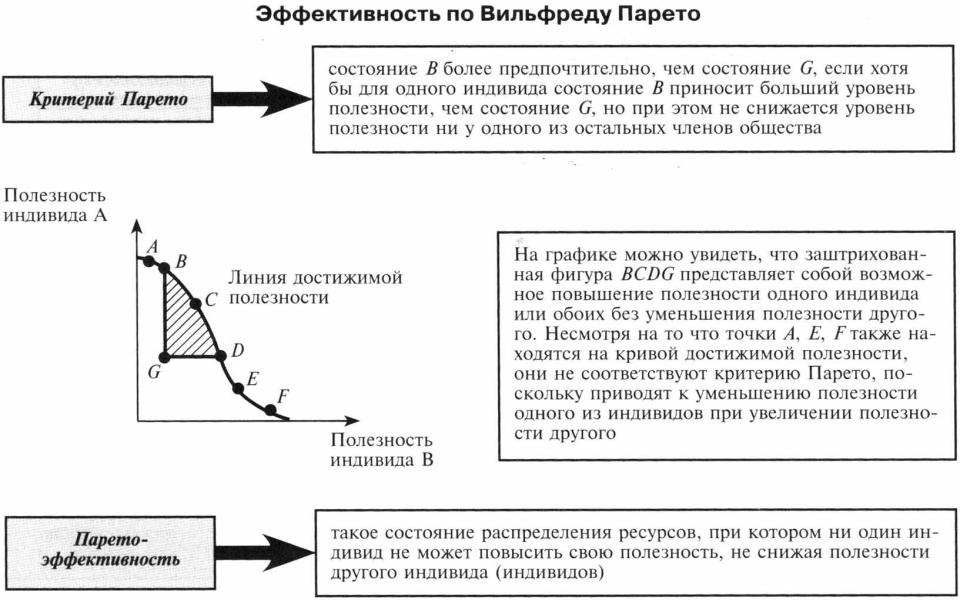 Эффективность по Вильфреду Парето
Критерий Парето
состояние B более предпочтительно, чем состояние G, если хотя
бы для одного индивида состояние B приносит больший уровень
полезности, чем состояние G, но при этом не снижается уровень
полезности ни у одного из остальных членов общества
Полезность
индивида А
A
B
Линия достижимой
полезности
C
D
G
E
F
Полезность
индивида В
На графике можно увидеть, что заштрихован-
ная фигура BCDG представляет собой возмож-
ное повышение полезности одного индивида
или обоих без уменьшения полезности друго-
го. Несмотря на то что точки A, E, F также на-
ходятся на кривой достижимой полезности,
они не соответствуют критерию Парето, по-
скольку приводят к уменьшению полезности
одного из индивидов при увеличении полезно-
сти другого
Парето-
эффективность
такое состояние распределения ресурсов, при котором ни один ин-
дивид не может повысить свою полезность, не снижая полезности
другого индивида (индивидов)